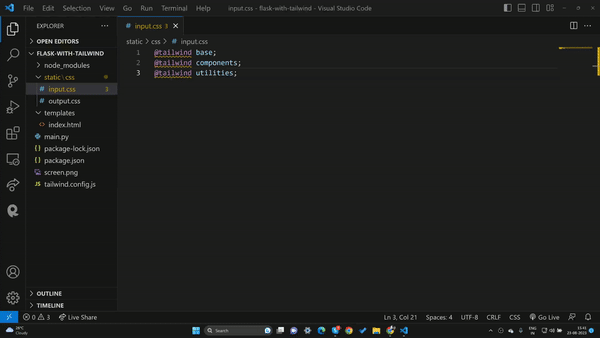 File Edit Selection View Go Run Terminal Help
input.css - flask-with-tailwind - Visual Studio Code
EXPLORER
input.css 3
OPEN EDITORS
static > css > # input.css
FLASK-WITH-TAILWIND
node_modules
static \ css
# input.css 3
# output.css
templates
<> index.html
main.py
{} package-lock.json
{} package.json
screen.png
JS tailwind.config.js
1 @tailwind base;
2 @tailwind components;
3 @tailwind utilities;
OUTLINE
TIMELINE
0 3 Live Share
Ln 3, Col 21 Spaces: 4 UTF-8 CRLF CSS Go Live
Cloudy
Search
ENG
15:41
23-08-2023